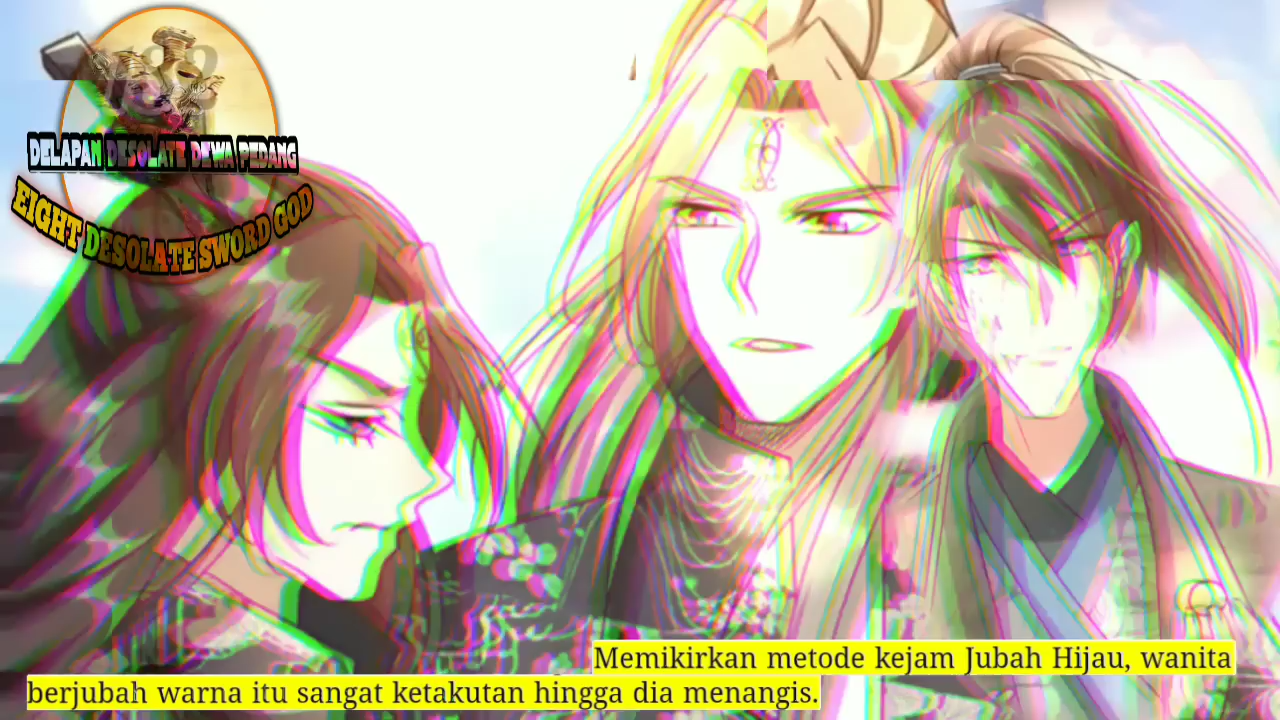 DELAPAN DESOLATE DEWA PEDANG
EIGHT DESOLATE SWORD GOD
Memikirkan metode kejam Jubah Hijau, wanita
berjubah warna itu sangat ketakutan hingga dia menangis.